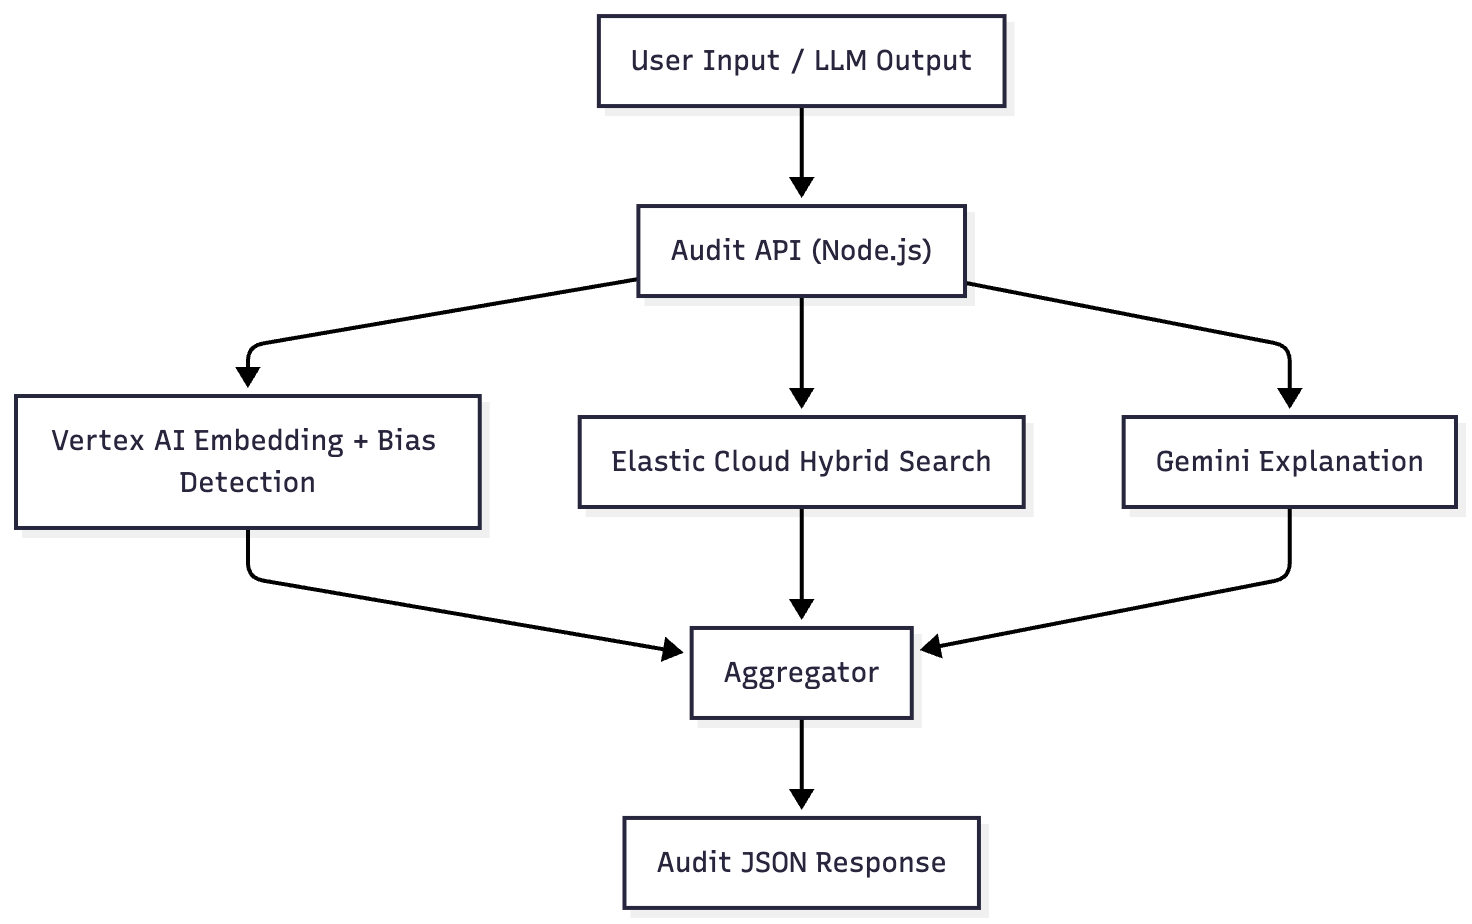 User Input / LLM Output
Audit API (Node.js)
Vertex AI Embedding + Bias
Detection
Elastic Cloud Hybrid Search
Gemini Explanation
Aggregator
Audit JSON Response